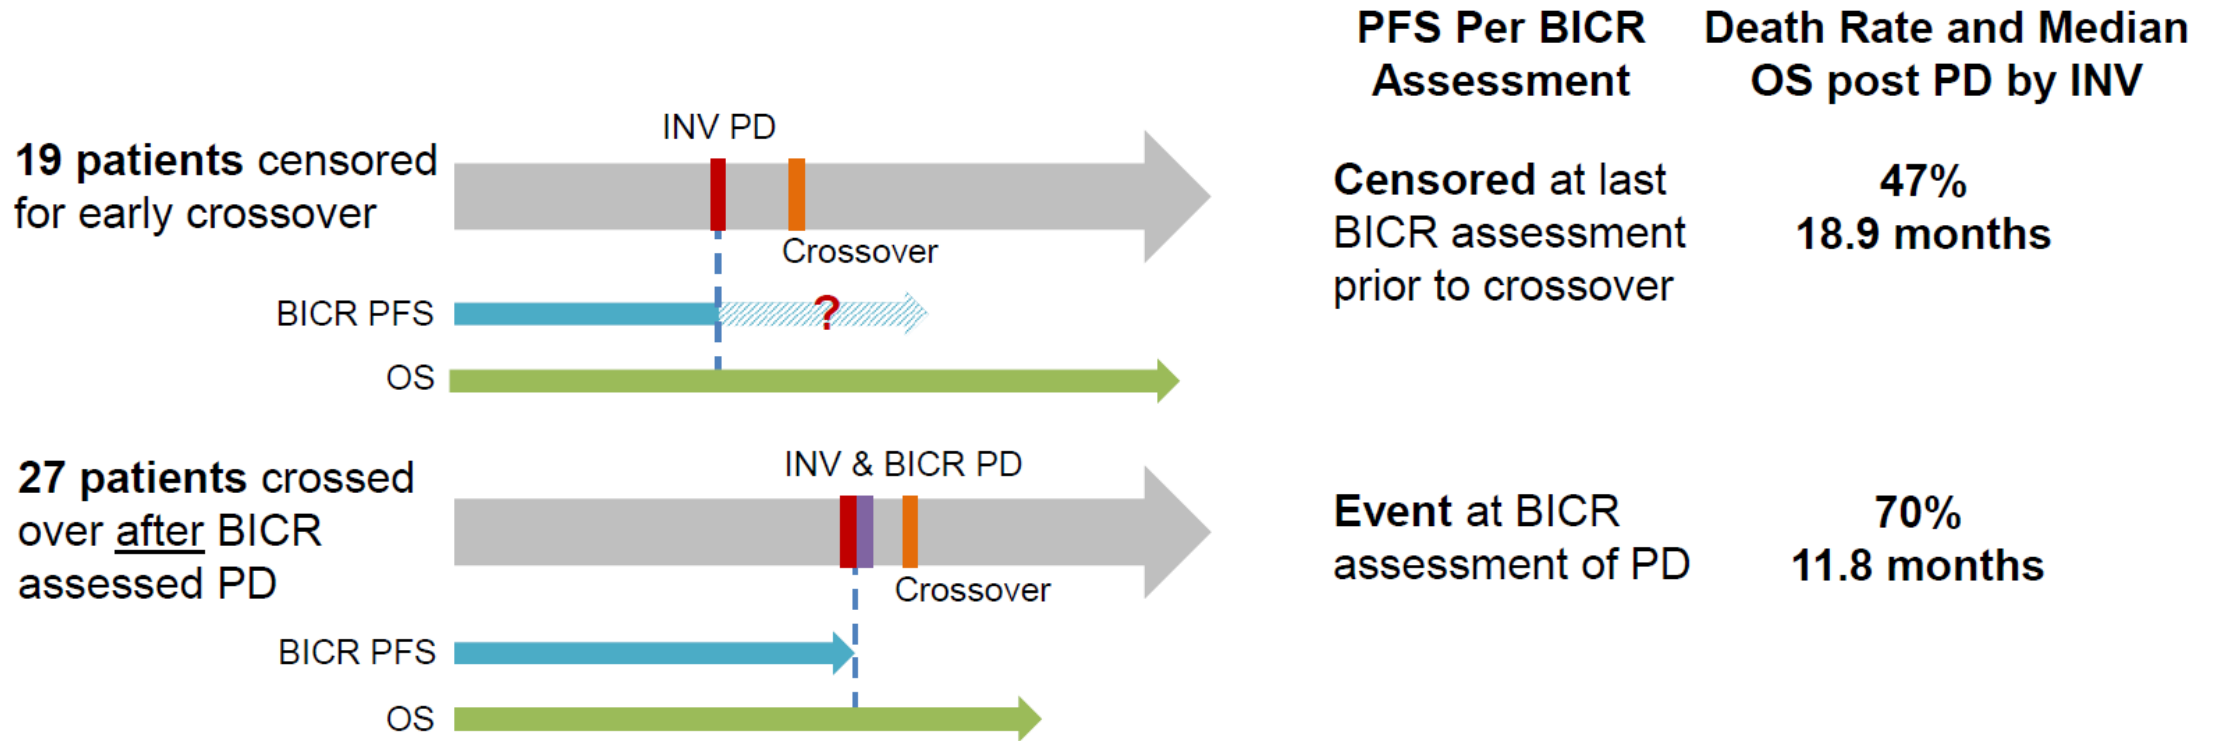 PFS Per BICR
Assessment
Death Rate and Median
OS post PD by INV
INV PD
19 patients censored
for early crossover
Crossover
BICR PFS
?
OS
Censored at last
BICR assessment
prior to crossover
47%
18.9 months
INV & BICR PD
27 patients crossed
over after BICR
assessed PD
Crossover
BICR PFS
OS
Event at BICR
assessment of PD
70%
11.8 months